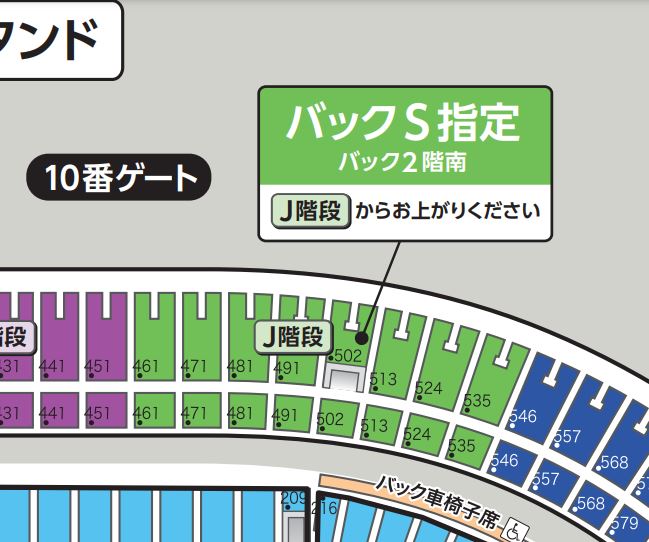 ンド
バックS指定
バック2階南
10番ゲート
J階段からお上がりください
階段
J階段
431 441 451 461 471 481 491 502 513 524 535 546 557 568
431 441 451 461 471 481 491 502 513 524 535 546 557 568 579
209 216
バック車椅子席